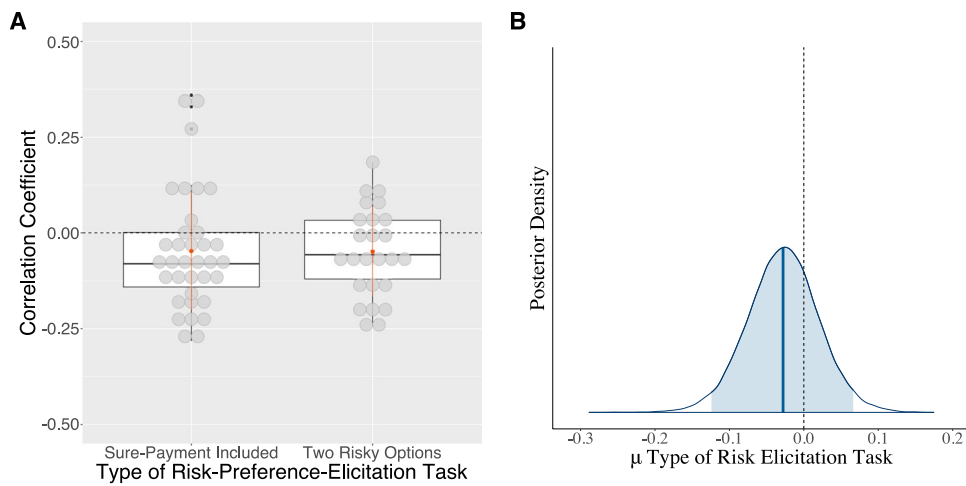 A
0.50
0.25
0.00
-0.25
-0.50
Correlation Coefficient
Sure-Payment Included
Two Risky Options
Type of Risk-Preference-Elicitation Task
B
Posterior Density
-0.3
-0.2
-0.1
0.0
0.1
0.2
μ Type of Risk Elicitation Task